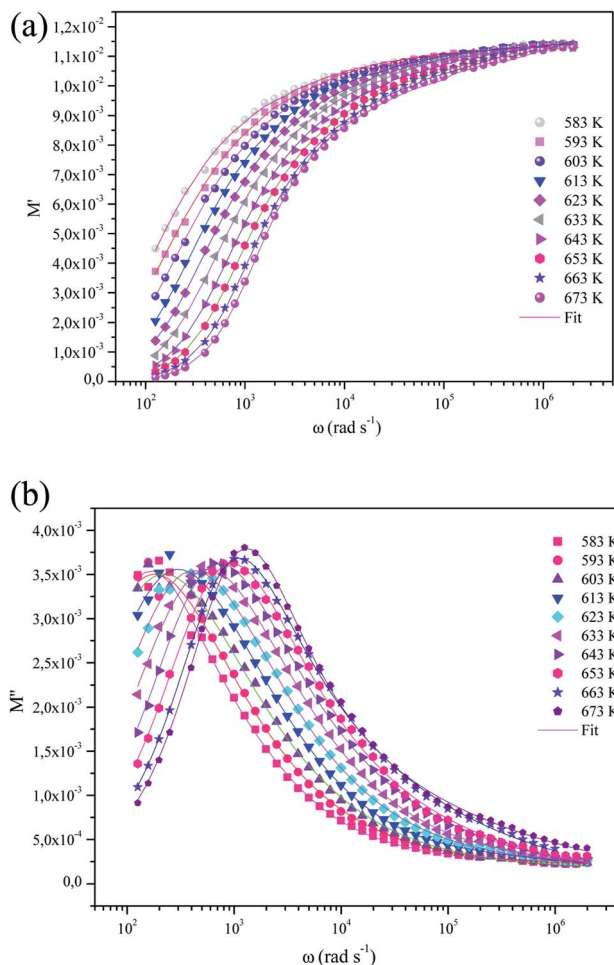 (a)
1,2x10⁻²
1,1x10⁻²
1,0x10⁻²
9,0x10⁻³
8,0x10⁻³
7,0x10⁻³
6,0x10⁻³
5,0x10⁻³
4,0x10⁻³
3,0x10⁻³
2,0x10⁻³
1,0x10⁻³
0,0
M'
583 K
593 K
603 K
613 K
623 K
633 K
643 K
653 K
663 K
673 K
Fit
10² 10³ 10⁴ 10⁵ 10⁶
ω (rad s⁻¹)
(b)
4,0x10⁻³
3,5x10⁻³
3,0x10⁻³
2,5x10⁻³
2,0x10⁻³
1,5x10⁻³
1,0x10⁻³
5,0x10⁻⁴
0,0
M''
583 K
593 K
603 K
613 K
623 K
633 K
643 K
653 K
663 K
673 K
Fit
10² 10³ 10⁴ 10⁵ 10⁶
ω (rad s⁻¹)